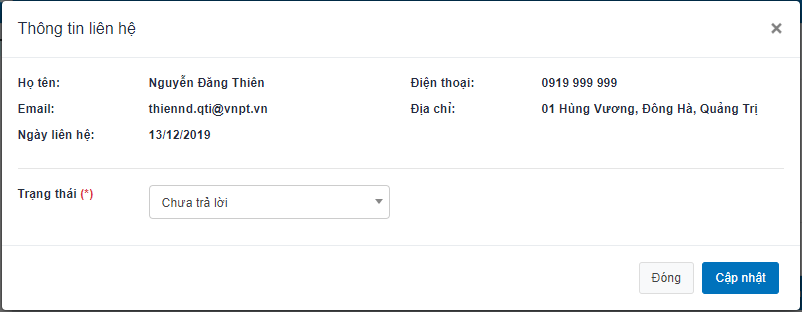 Thông tin liên hệ ×
Họ tên: Nguyễn Đăng Thiên Điện thoại: 0919 999 999
Email: thiennd.qti@vnpt.vn Địa chỉ: 01 Hùng Vương, Đông Hà, Quảng Trị
Ngày liên hệ: 13/12/2019
Trạng thái (*) Chưa trả lời
Đóng Cập nhật